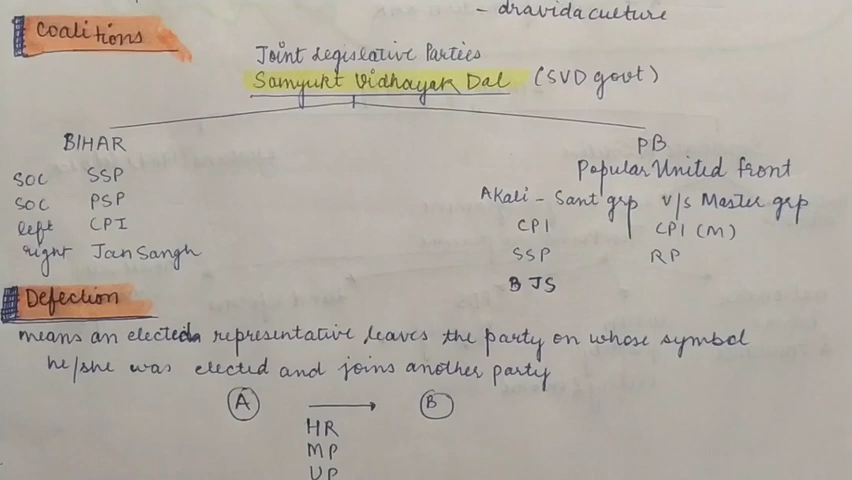 - dravida culture
Coalitions
Joint Legislative Parties
Samyukt Vidhayak Dal (SVD govt)
BIHAR
SOC SSP
SOC PSP
left CPI
right Jan Sangh
PB
Popular United Front
Akali - Sant grp V/s Master grp
CPI CPI (M)
SSP RP
BJS
Defection
means an elected representative leaves the party on whose symbol
he/she was elected and joins another party
A → B
HR
MP
UP